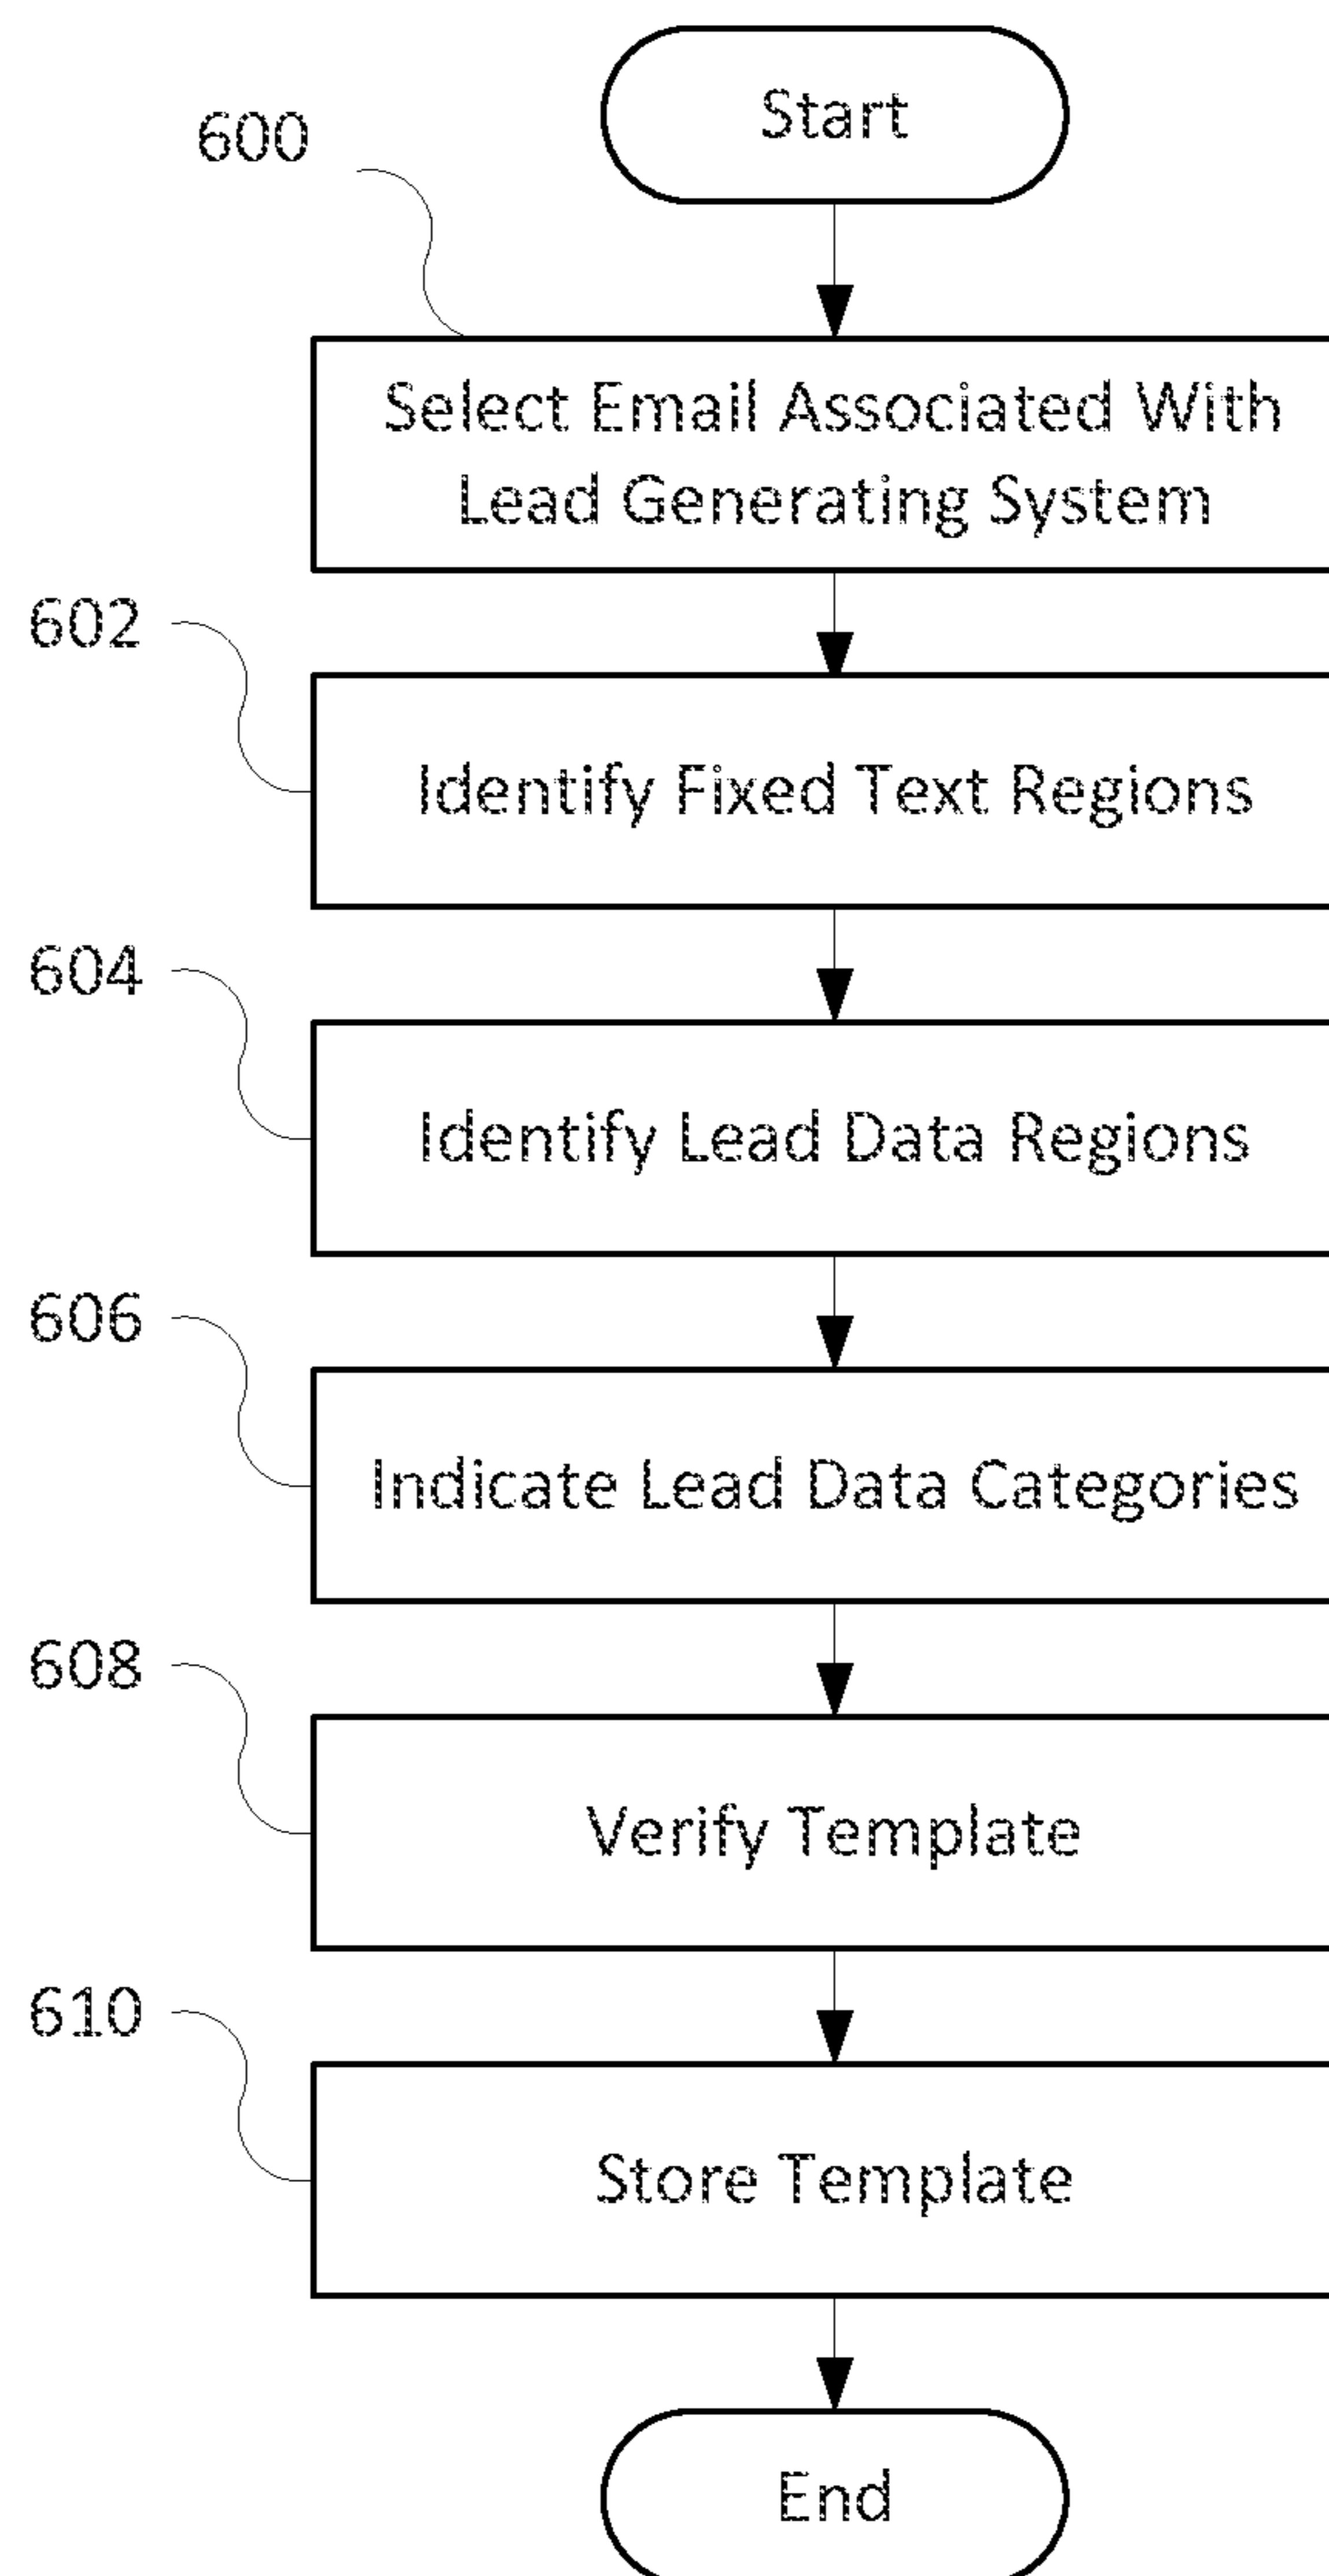 Start
600
Select Email Associated With
Lead Generating System
602
Identify Fixed Text Regions
604
Identify Lead Data Regions
606
Indicate Lead Data Categories
608
Verify Template
610
Store Template
End